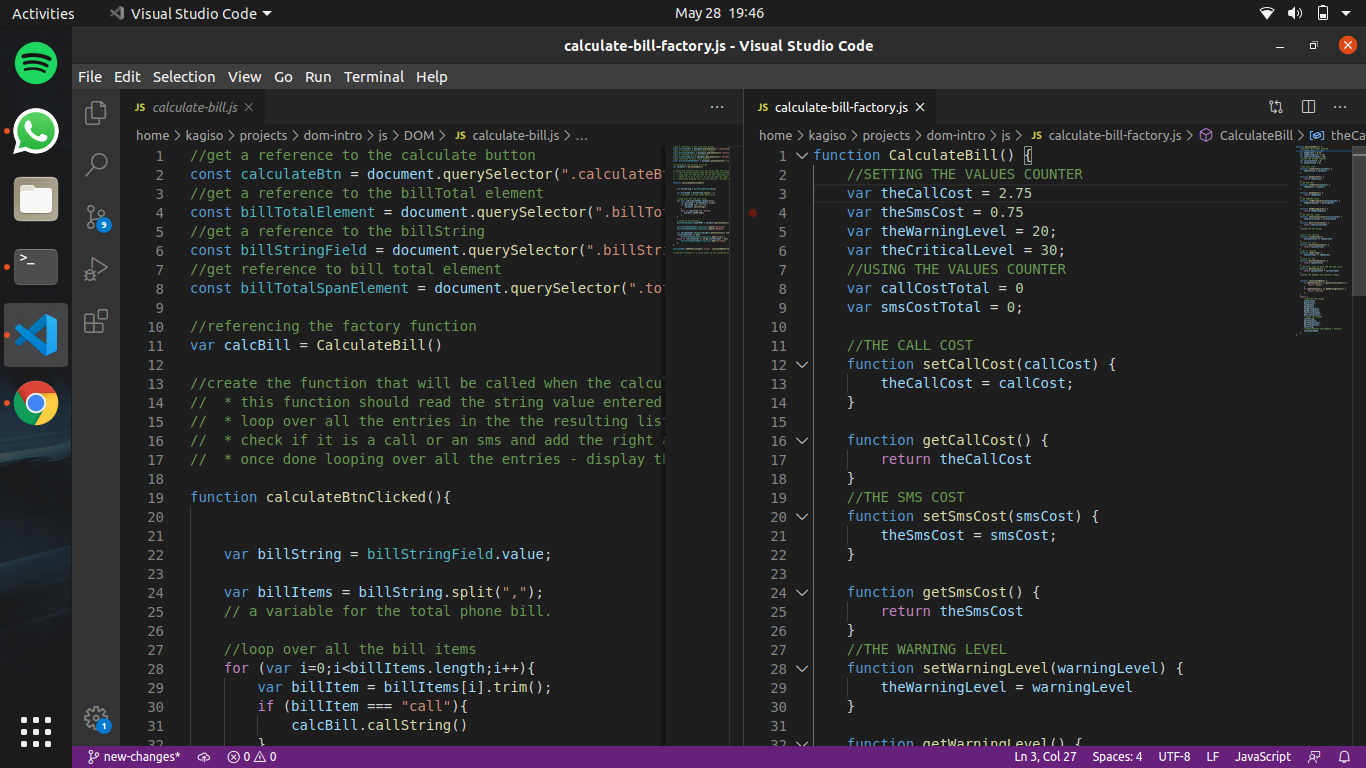 Activities
Visual Studio Code
May 28 19:46
calculate-bill-factory.js - Visual Studio Code
File Edit Selection View Go Run Terminal Help
JS calculate-bill.js
home > kagiso > projects > dom-intro > js > DOM > JS calculate-bill.js > ...
1 //get a reference to the calculate button
2 const calculateBtn = document.querySelector(".calculateBt
3 //get a reference to the billTotal element
4 const billTotalElement = document.querySelector(".billTot
5 //get a reference to the billString
6 const billStringField = document.querySelector(".billStri
7 //get reference to bill total element
8 const billTotalSpanElement = document.querySelector(".tot
9
10 //referencing the factory function
11 var calcBill = CalculateBill()
12
13 //create the function that will be called when the calcul
14 //  * this function should read the string value entered
15 //  * loop over all the entries in the the resulting list
16 //  * check if it is a call or an sms and add the right a
17 //  * once done looping over all the entries - display th
18
19 function calculateBtnClicked(){
20
21
22 var billString = billStringField.value;
23
24 var billItems = billString.split(",");
25 // a variable for the total phone bill.
26
27 //loop over all the bill items
28 for (var i=0;i<billItems.length;i++){
29 var billItem = billItems[i].trim();
30 if (billItem === "call"){
31 calcBill.callString()
32 }
JS calculate-bill-factory.js
home > kagiso > projects > dom-intro > js > JS calculate-bill-factory.js > CalculateBill > theCa
1 function CalculateBill() {
2 //SETTING THE VALUES COUNTER
3 var theCallCost = 2.75
4 var theSmsCost = 0.75
5 var theWarningLevel = 20;
6 var theCriticalLevel = 30;
7 //USING THE VALUES COUNTER
8 var callCostTotal = 0
9 var smsCostTotal = 0;
10
11 //THE CALL COST
12 function setCallCost(callCost) {
13 theCallCost = callCost;
14 }
15
16 function getCallCost() {
17 return theCallCost
18 }
19 //THE SMS COST
20 function setSmsCost(smsCost) {
21 theSmsCost = smsCost;
22 }
23
24 function getSmsCost() {
25 return theSmsCost
26 }
27 //THE WARNING LEVEL
28 function setWarningLevel(warningLevel) {
29 theWarningLevel = warningLevel
30 }
31
32 function getWarningLevel() {
9
1
new-changes* 0 0
Ln 3, Col 27 Spaces: 4 UTF-8 LF JavaScript